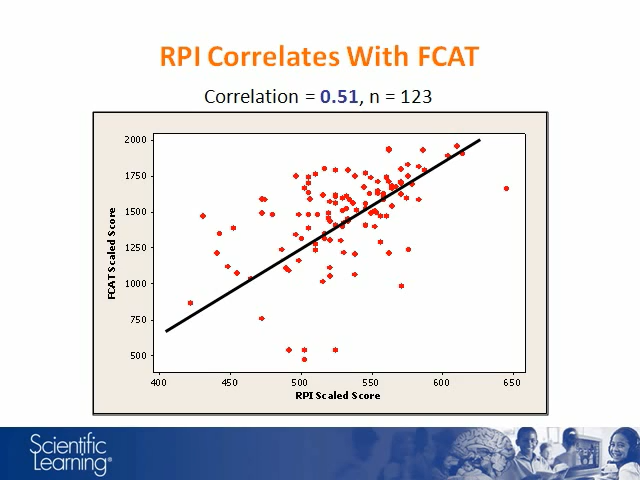 RPI Correlates With FCAT
Correlation = 0.51, n = 123
2000
1750
1500
1250
1000
750
500
FCAT Scaled Score
400 450 500 550 600 650
RPI Scaled Score
Scientific
Learning®